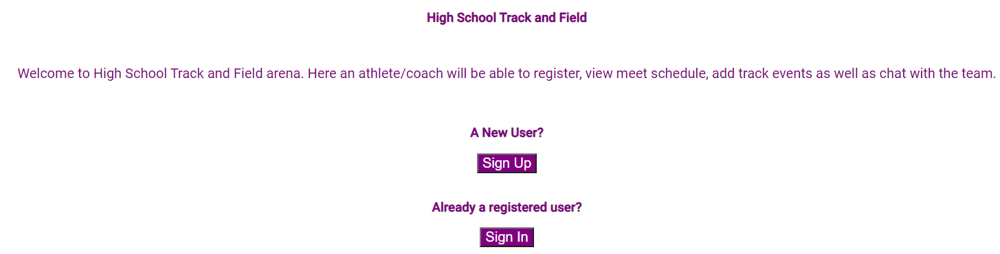 High School Track and Field
Welcome to High School Track and Field arena. Here an athlete/coach will be able to register, view meet schedule, add track events as well as chat with the team.
A New User?
Sign Up
Already a registered user?
Sign In